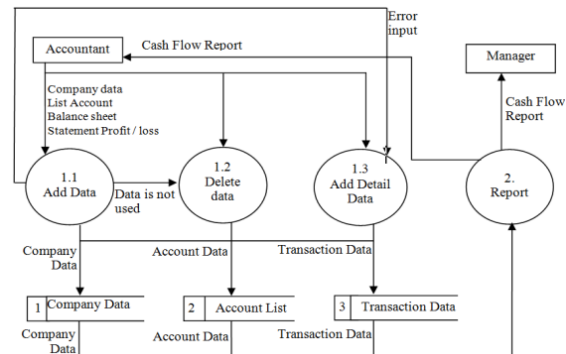 Error
input
Accountant
Cash Flow Report
Manager
Company data
List Account
Balance sheet
Statement Profit / loss
Cash Flow
Report
1.1
Add Data
1.2
Delete
data
1.3
Add Detail
Data
2.
Report
Data is not
used
Company
Data
Account Data
Transaction Data
1 Company Data
2 Account List
3 Transaction Data
Company
Data
Account Data
Transaction Data